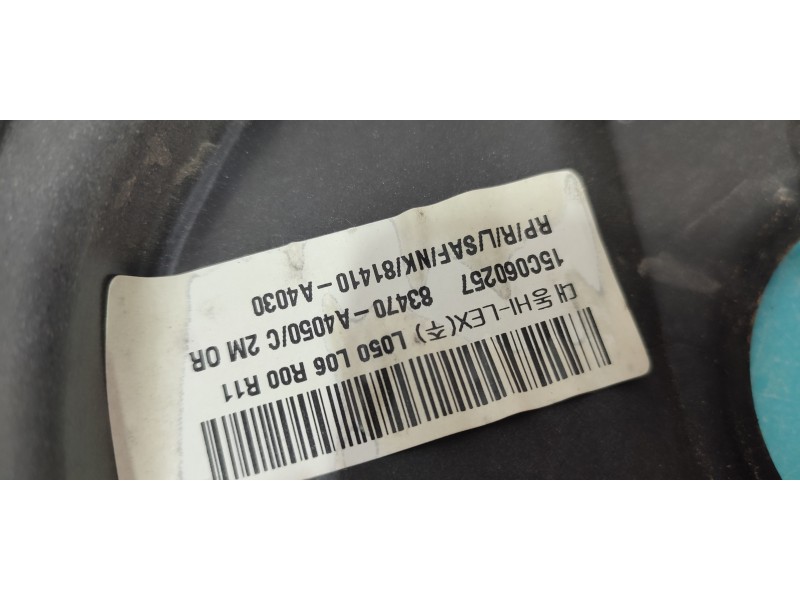 대동HI-LEX(주) L050 L06 R00 R11
15C060257 83470-A4050/C 2M OR
RP/R/L/SAF/NK/81410-A4030